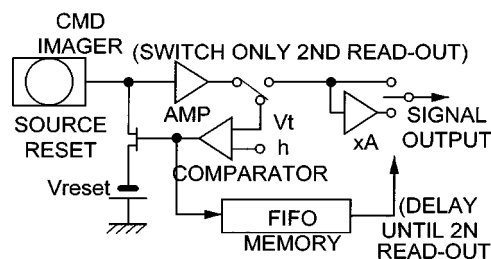 CMD
IMAGER
(SWITCH ONLY 2ND READ-OUT)
AMP
SOURCE
RESET
Vt
h
xA
SIGNAL
OUTPUT
COMPARATOR
Vreset
FIFO
MEMORY
(DELAY
UNTIL 2N
READ-OUT